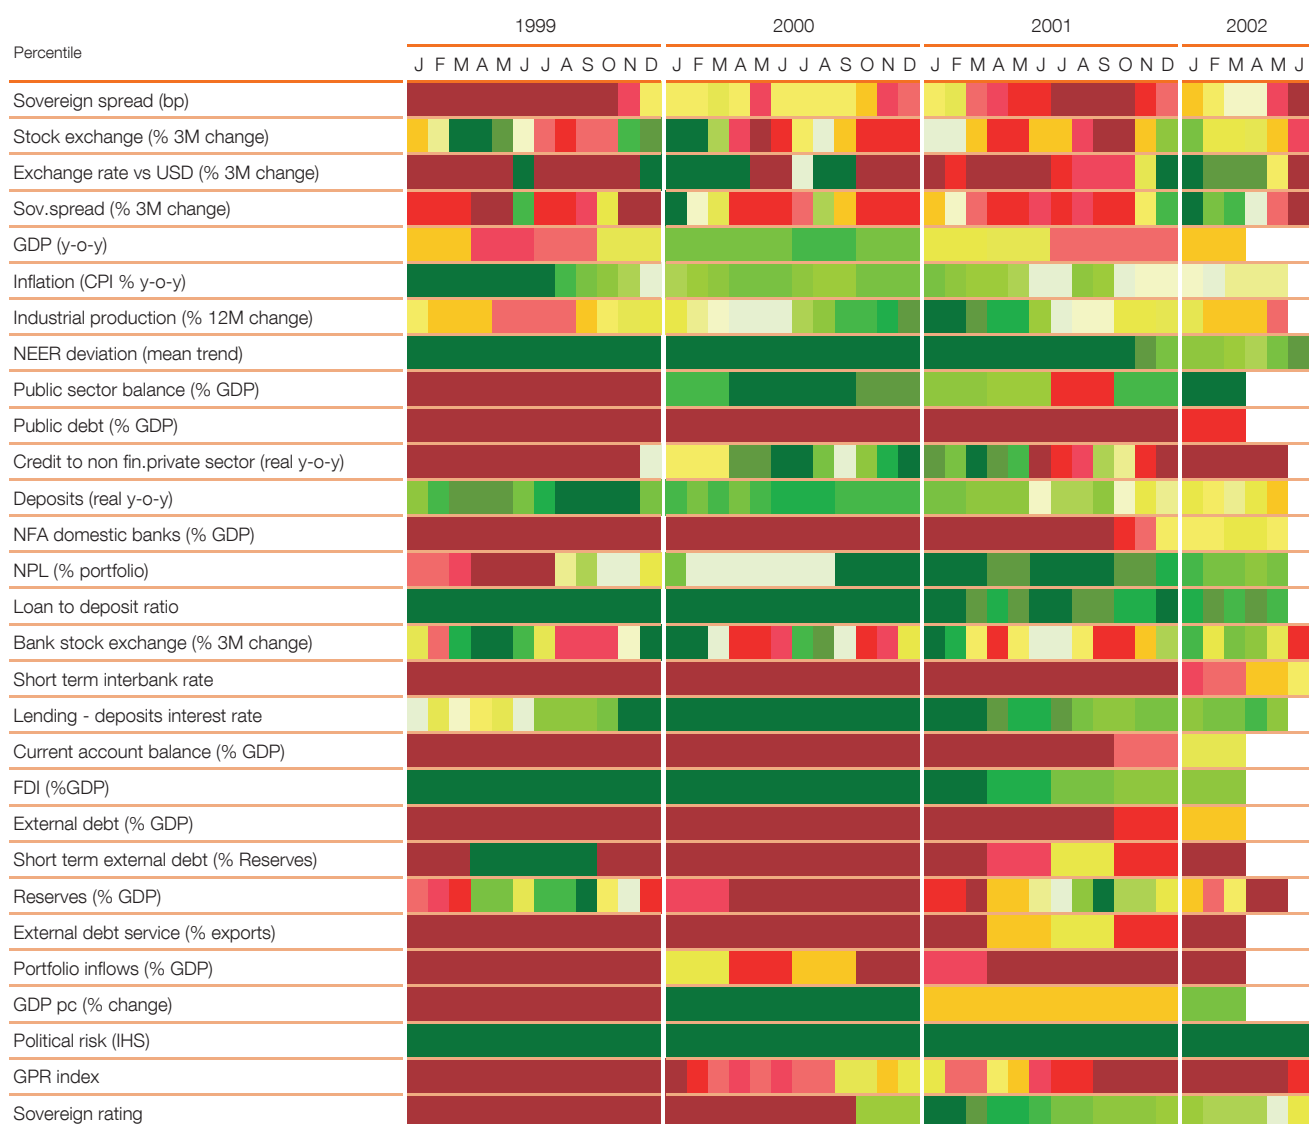 1999 2000 2001 2002
Percentile
J F M A M J J A S O N D J F M A M J J A S O N D J F M A M J J A S O N D J F M A M J
Sovereign spread (bp)
Stock exchange (% 3M change)
Exchange rate vs USD (% 3M change)
Sov.spread (% 3M change)
GDP (y-o-y)
Inflation (CPI % y-o-y)
Industrial production (% 12M change)
NEER deviation (mean trend)
Public sector balance (% GDP)
Public debt (% GDP)
Credit to non fin.private sector (real y-o-y)
Deposits (real y-o-y)
NFA domestic banks (% GDP)
NPL (% portfolio)
Loan to deposit ratio
Bank stock exchange (% 3M change)
Short term interbank rate
Lending - deposits interest rate
Current account balance (% GDP)
FDI (%GDP)
External debt (% GDP)
Short term external debt (% Reserves)
Reserves (% GDP)
External debt service (% exports)
Portfolio inflows (% GDP)
GDP pc (% change)
Political risk (IHS)
GPR index
Sovereign rating